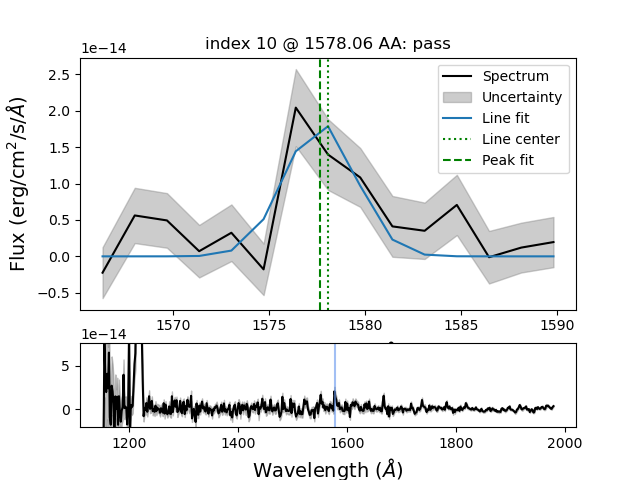 index 10 @ 1578.06 AA: pass
1e−14
2.5
2.0
1.5
1.0
0.5
0.0
−0.5
Flux (erg/cm²/s/Å)
Spectrum
Uncertainty
Line fit
Line center
Peak fit
1570
1575
1580
1585
1590
1e−14
5
0
1200
1400
1600
1800
2000
Wavelength (Å)